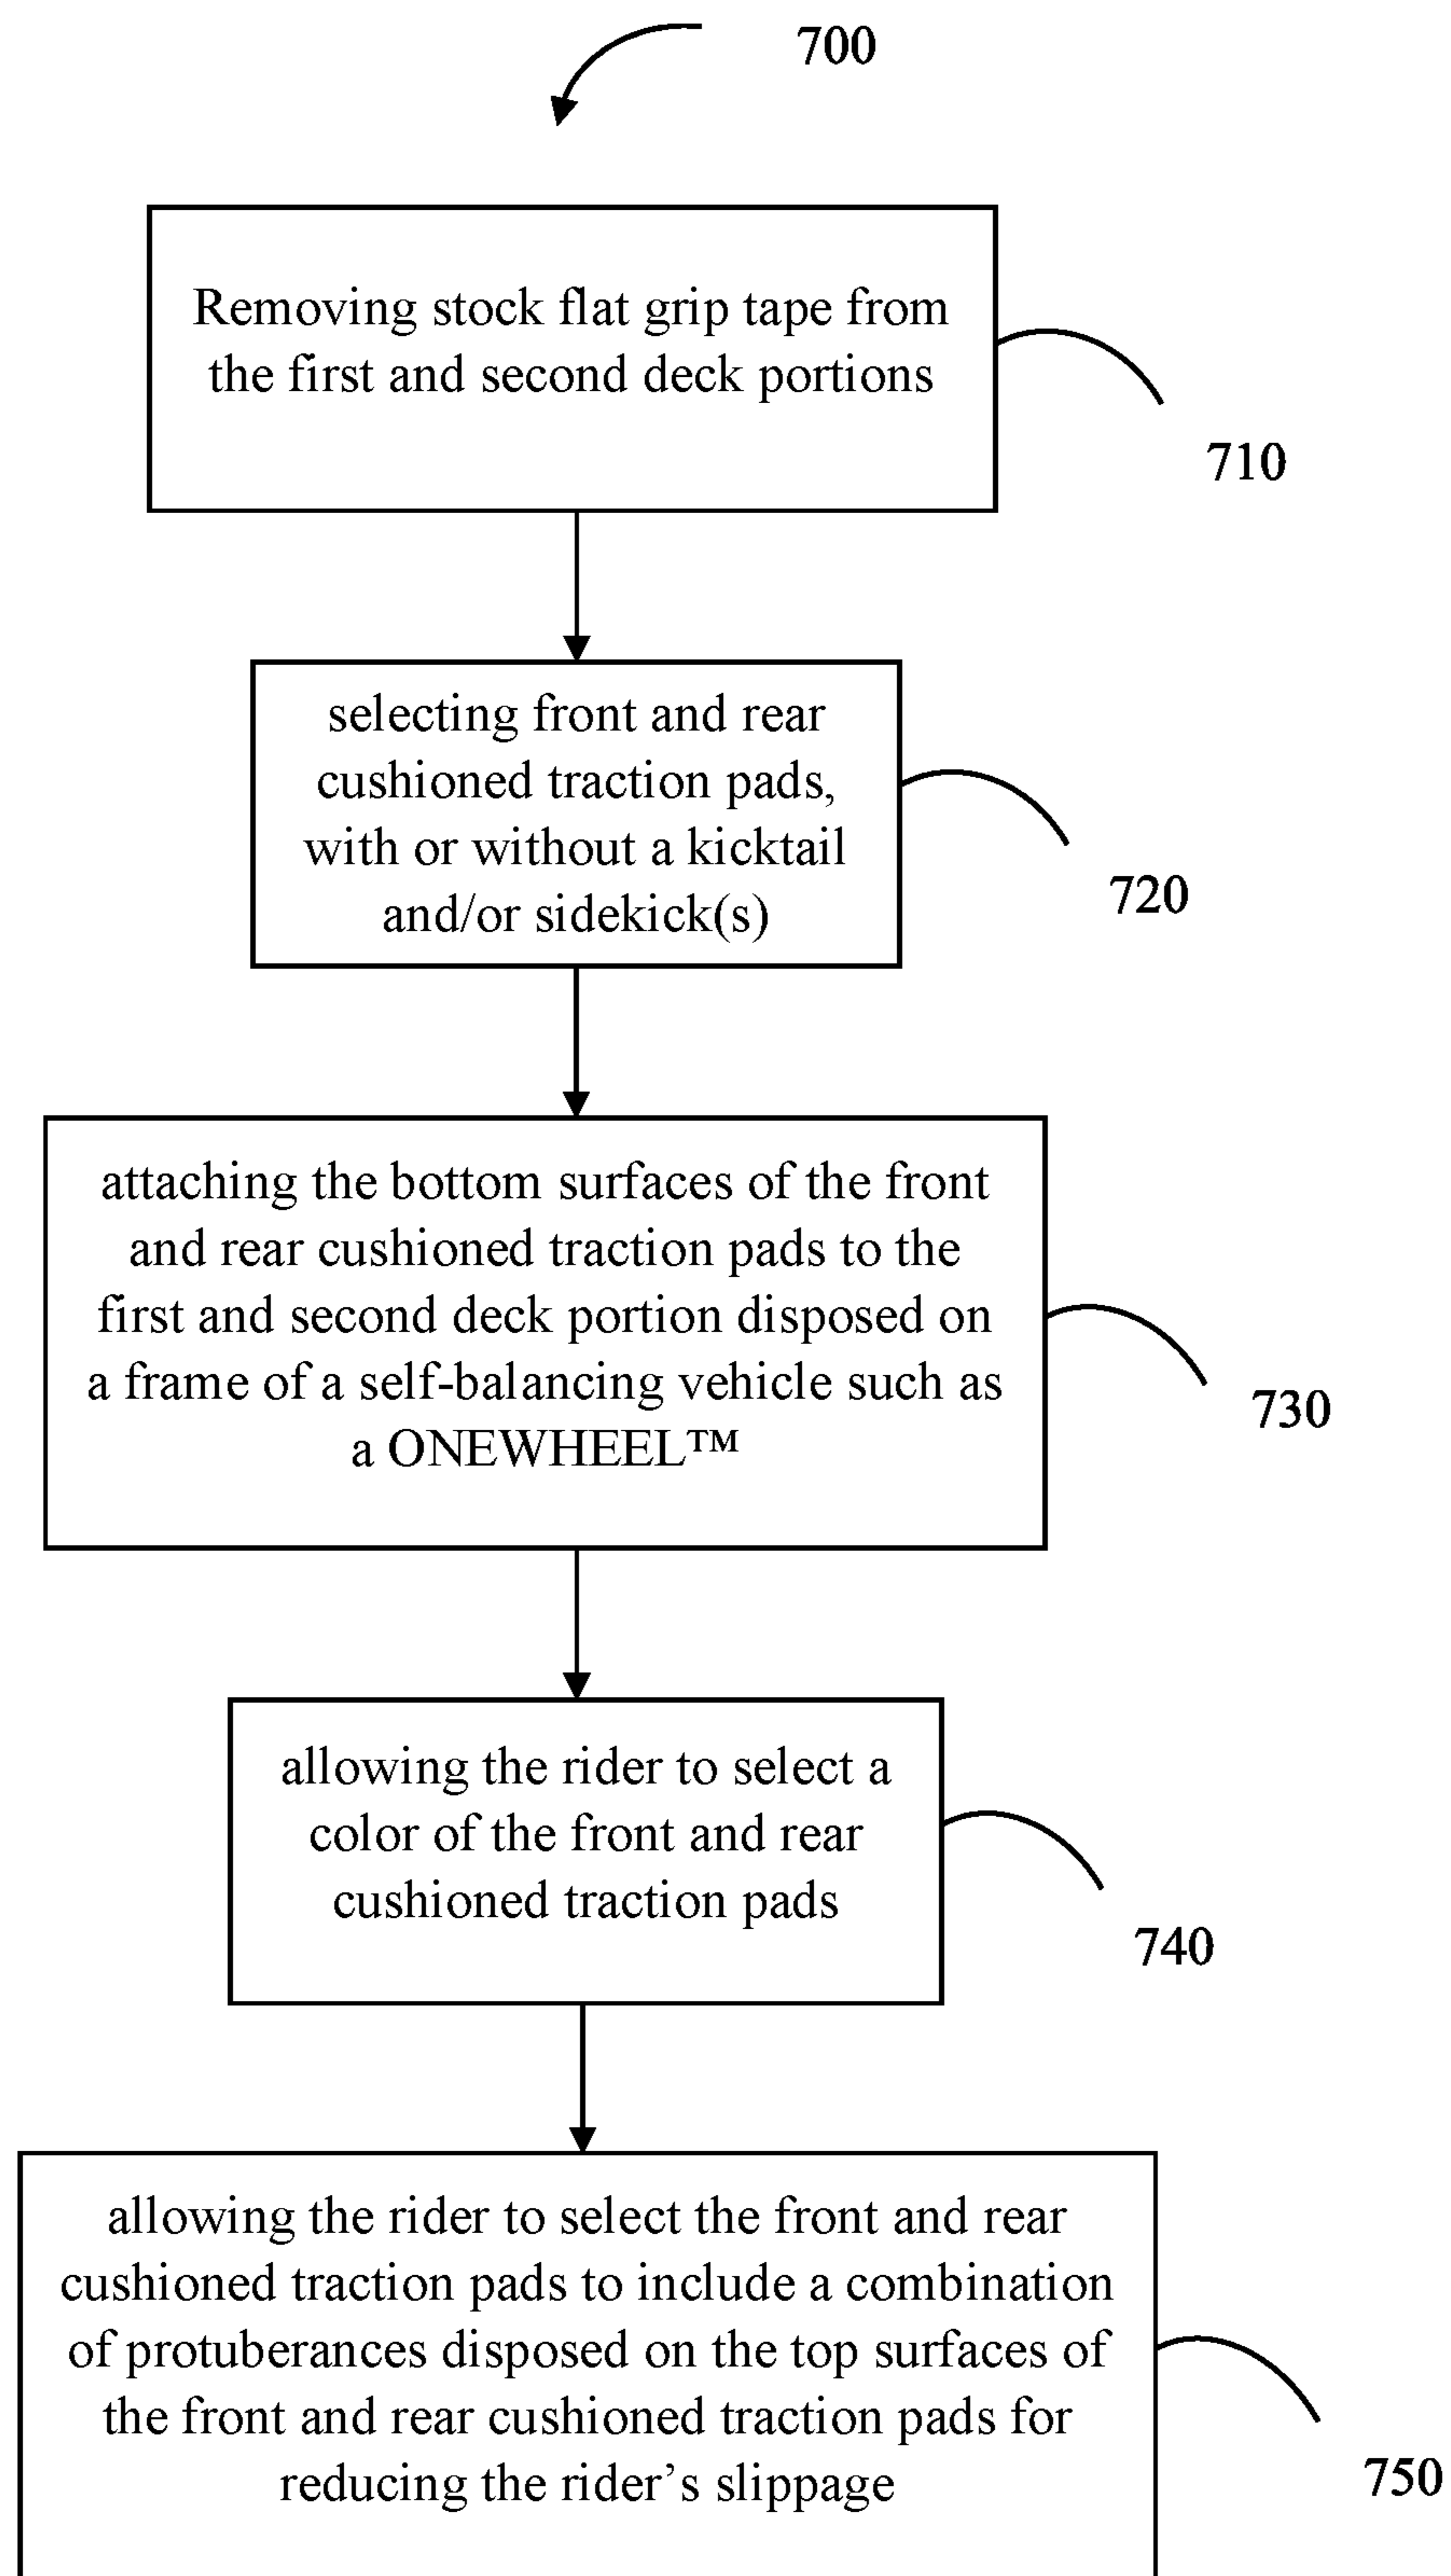 700
Removing stock flat grip tape from
the first and second deck portions
710
selecting front and rear
cushioned traction pads,
with or without a kicktail
and/or sidekick(s)
720
attaching the bottom surfaces of the front
and rear cushioned traction pads to the
first and second deck portion disposed on
a frame of a self-balancing vehicle such as
a ONEWHEEL™
730
allowing the rider to select a
color of the front and rear
cushioned traction pads
740
allowing the rider to select the front and rear
cushioned traction pads to include a combination
of protuberances disposed on the top surfaces of
the front and rear cushioned traction pads for
reducing the rider’s slippage
750